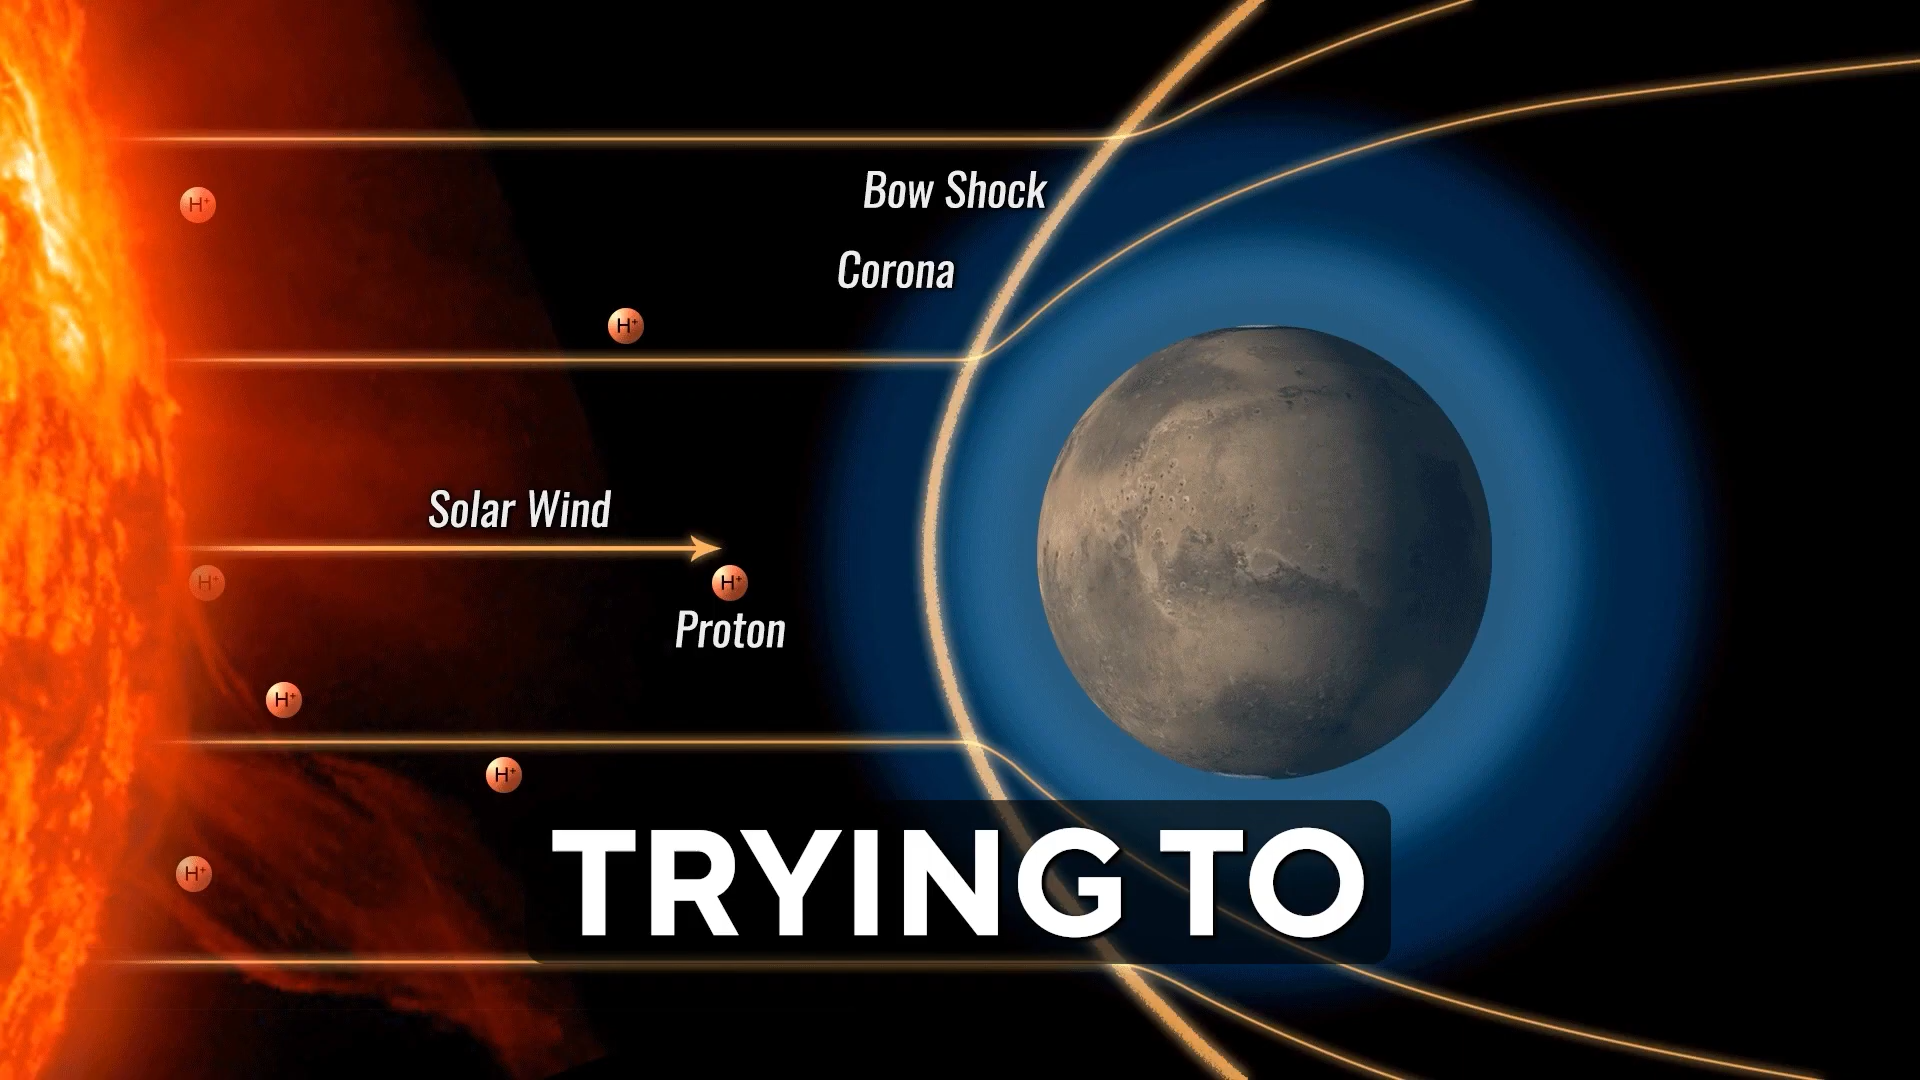 H+
Bow Shock
Corona
H+
Solar Wind
H+
H+
Proton
H+
H+
H+
TRYING TO